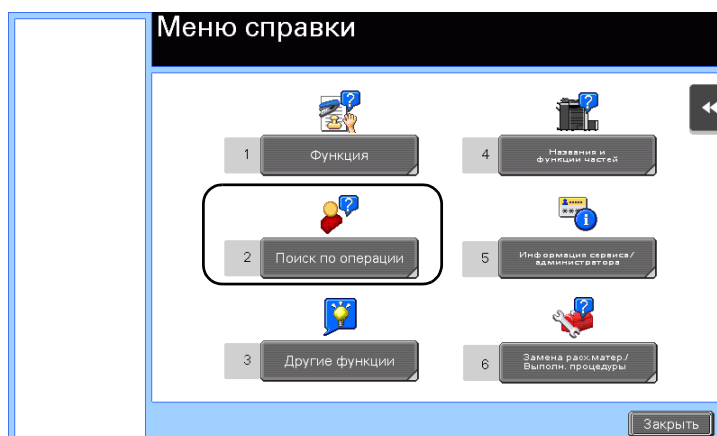 Меню справки
1 Функция
4 Названия и
функции частей
2 Поиск по операции
5 Информация сервиса/
администратора
3 Другие функции
6 Замена расх.матер./
Выполн. процедуры
Закрыть